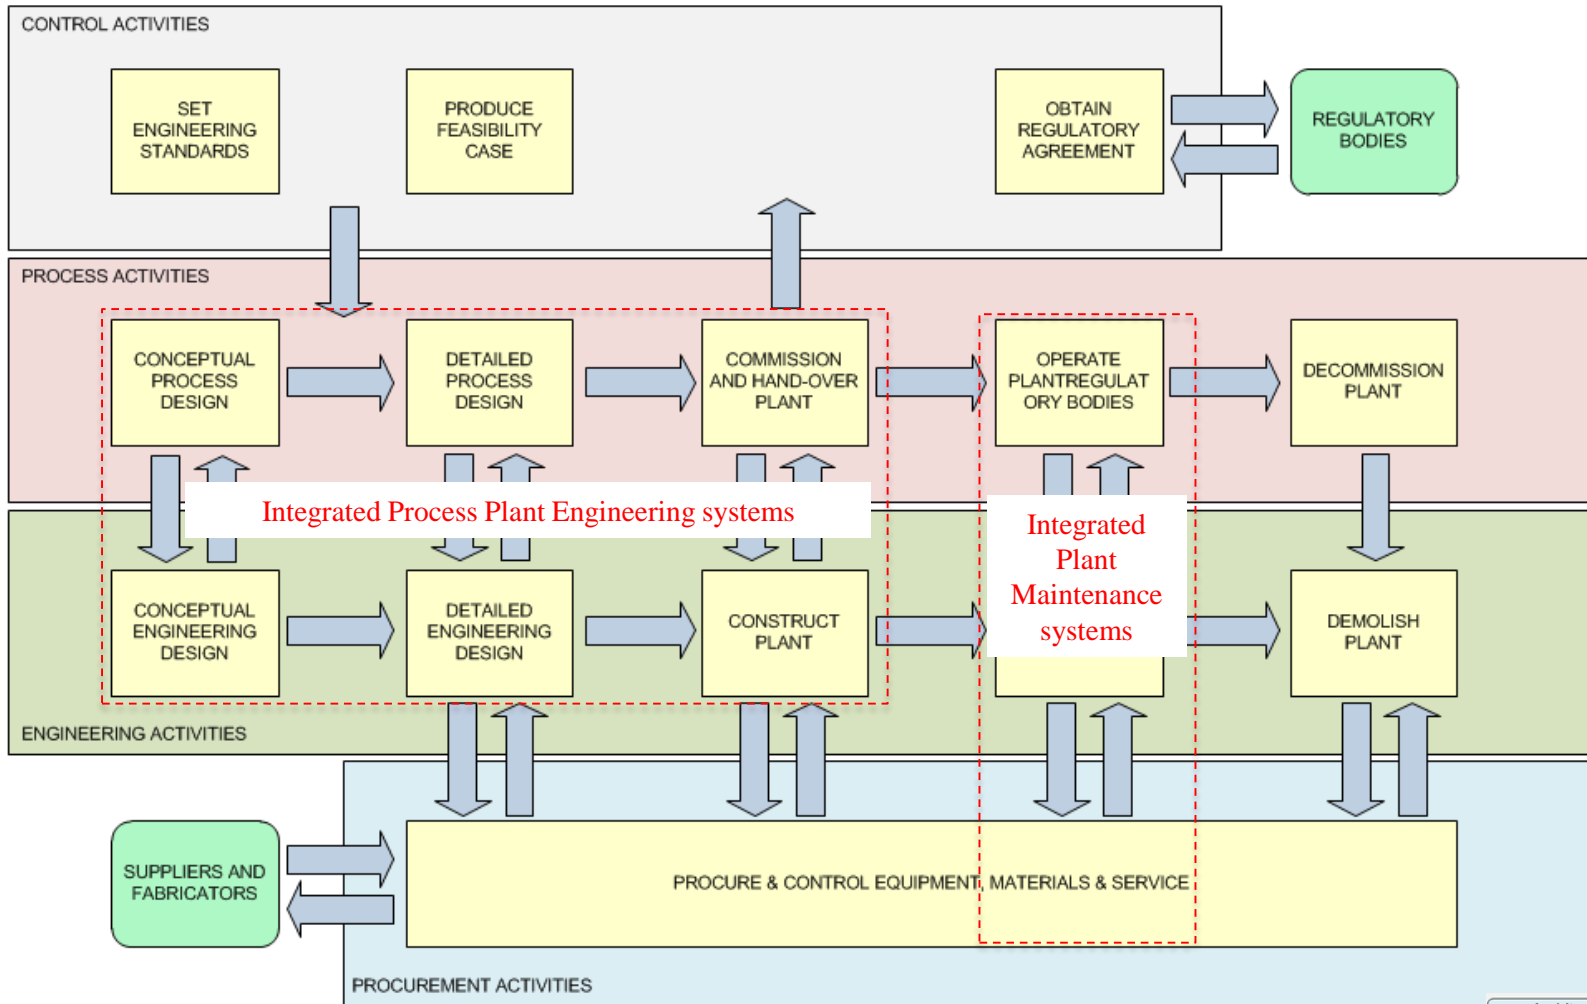 CONTROL ACTIVITIES
SET
ENGINEERING
STANDARDS
PRODUCE
FEASIBILITY
CASE
OBTAIN
REGULATORY
AGREEMENT
REGULATORY
BODIES
PROCESS ACTIVITIES
CONCEPTUAL
PROCESS
DESIGN
DETAILED
PROCESS
DESIGN
COMMISSION
AND HAND-OVER
PLANT
OPERATE
PLANTREGULAT
ORY BODIES
DECOMMISSION
PLANT
Integrated Process Plant Engineering systems
Integrated
Plant
Maintenance
systems
CONCEPTUAL
ENGINEERING
DESIGN
DETAILED
ENGINEERING
DESIGN
CONSTRUCT
PLANT
DEMOLISH
PLANT
ENGINEERING ACTIVITIES
SUPPLIERS AND
FABRICATORS
PROCURE & CONTROL EQUIPMENT, MATERIALS & SERVICE
PROCUREMENT ACTIVITIES